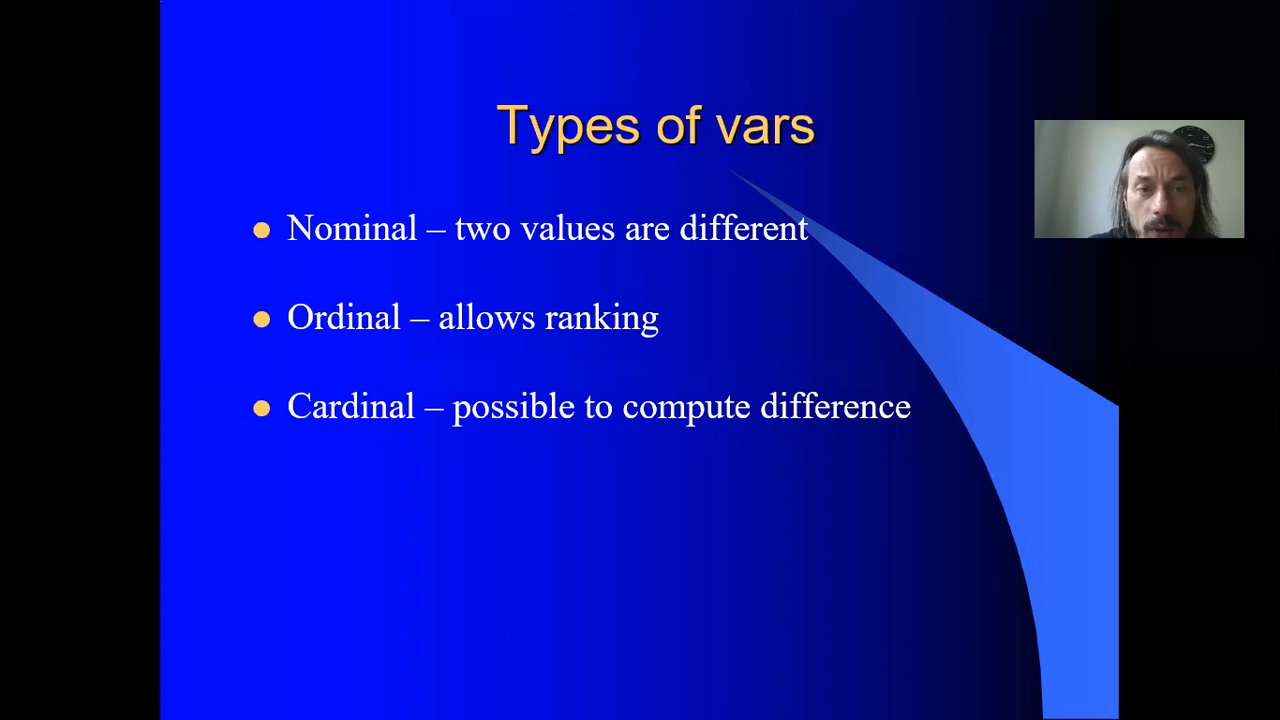 Types of vars
Nominal – two values are different
Ordinal – allows ranking
Cardinal – possible to compute difference